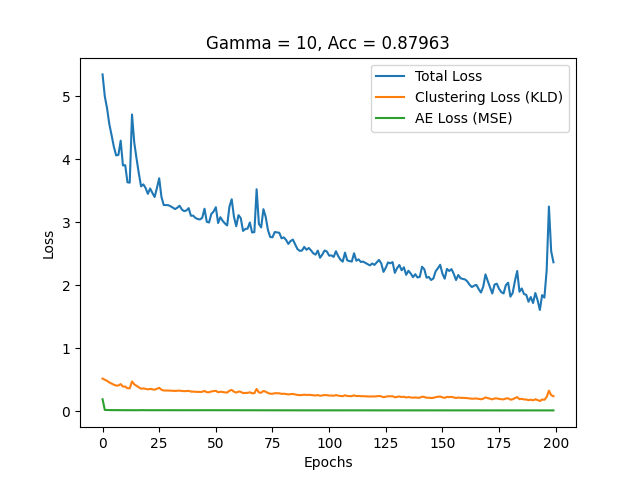 Gamma = 10, Acc = 0.87963
Total Loss
Clustering Loss (KLD)
AE Loss (MSE)
5
4
3
2
1
0
Loss
0 25 50 75 100 125 150 175 200
Epochs